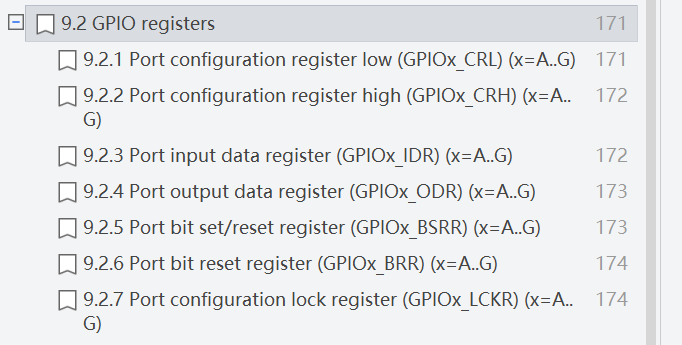 9.2 GPIO registers 171
9.2.1 Port configuration register low (GPIOx_CRL) (x=A..G) 171
9.2.2 Port configuration register high (GPIOx_CRH) (x=A.. 172
G)
9.2.3 Port input data register (GPIOx_IDR) (x=A..G) 172
9.2.4 Port output data register (GPIOx_ODR) (x=A..G) 173
9.2.5 Port bit set/reset register (GPIOx_BSRR) (x=A..G) 173
9.2.6 Port bit reset register (GPIOx_BRR) (x=A..G) 174
9.2.7 Port configuration lock register (GPIOx_LCKR) (x=A.. 174
G)